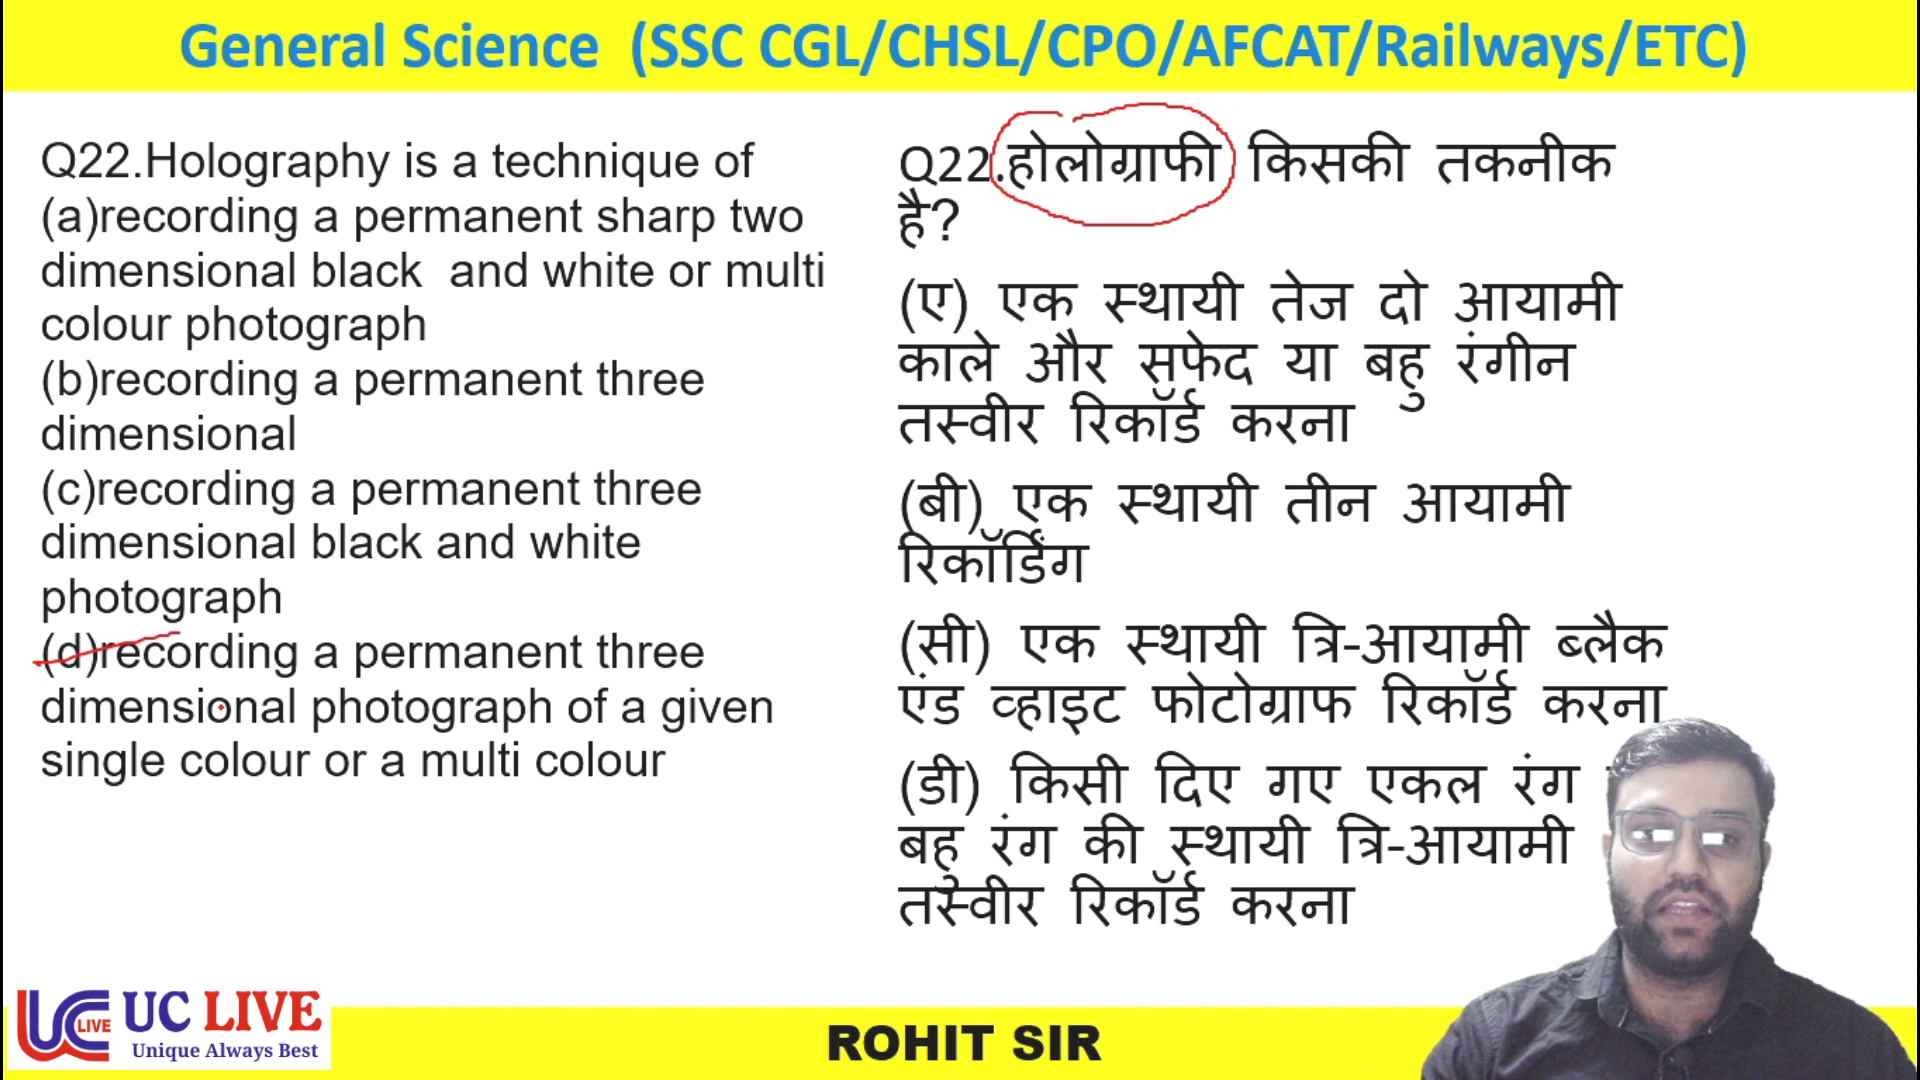 General Science (SSC CGL/CHSL/CPO/AFCAT/Railways/ETC)
Q22.Holography is a technique of
(a)recording a permanent sharp two
dimensional black and white or multi
colour photograph
(b)recording a permanent three
dimensional
(c)recording a permanent three
dimensional black and white
photograph
(d)recording a permanent three
dimensional photograph of a given
single colour or a multi colour
Q22.होलोग्राफी किसकी तकनीक
है?
(ए) एक स्थायी तेज दो आयामी
काले और सफेद या बहु रंगीन
तस्वीर रिकॉर्ड करना
(बी) एक स्थायी तीन आयामी
रिकॉर्डिंग
(सी) एक स्थायी त्रि-आयामी ब्लैक
एंड व्हाइट फोटोग्राफ रिकॉर्ड करना
(डी) किसी दिए गए एकल रंग
बहु रंग की स्थायी त्रि-आयामी
तस्वीर रिकॉर्ड करना
LIVE UC LIVE
Unique Always Best
ROHIT SIR